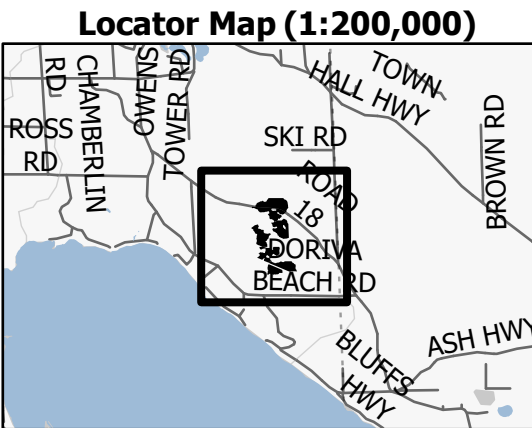 Locator Map (1:200,000)
TOWN
HALL HWY
RD
CHAMBERLIN
OWENS
TOWER RD
ROSS
RD
SKI RD
BROWN RD
ROAD
18
DORIVA
BEACH RD
BLUFFS
HWY
ASH HWY